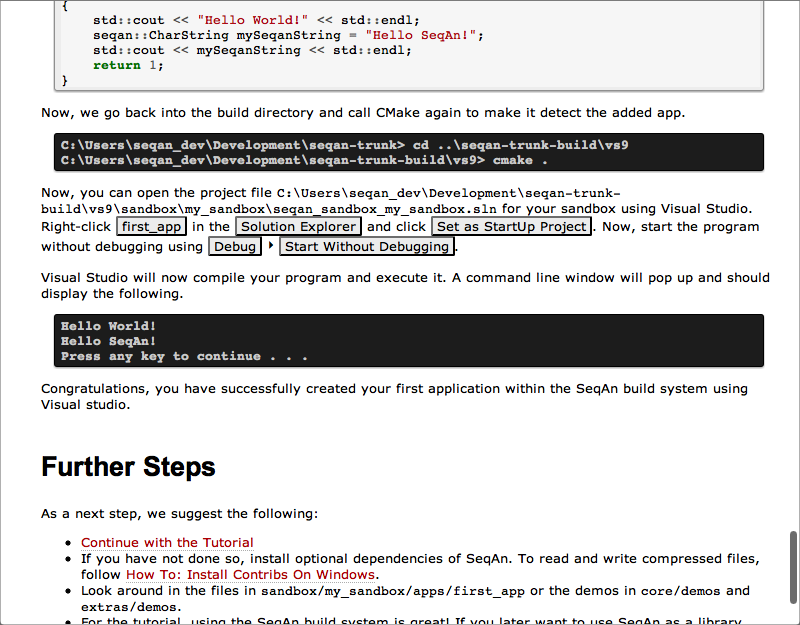 {
    std::cout << "Hello World!" << std::endl;
    seqan::CharString mySeqanString = "Hello SeqAn!";
    std::cout << mySeqanString << std::endl;
    return 1;
}
Now, we go back into the build directory and call CMake again to make it detect the added app.
C:\Users\seqan_dev\Development\seqan-trunk> cd ..\seqan-trunk-build\vs9
C:\Users\seqan_dev\Development\seqan-trunk-build\vs9> cmake .
Now, you can open the project file C:\Users\seqan_dev\Development\seqan-trunk-
build\vs9\sandbox\my_sandbox\seqan_sandbox_my_sandbox.sln for your sandbox using Visual Studio.
Right-click first_app in the Solution Explorer and click Set as StartUp Project. Now, start the program
without debugging using Debug ‣ Start Without Debugging.
Visual Studio will now compile your program and execute it. A command line window will pop up and should
display the following.
Hello World!
Hello SeqAn!
Press any key to continue . . .
Congratulations, you have successfully created your first application within the SeqAn build system using
Visual studio.
Further Steps
As a next step, we suggest the following:
• Continue with the Tutorial
• If you have not done so, install optional dependencies of SeqAn. To read and write compressed files,
follow How To: Install Contribs On Windows.
• Look around in the files in sandbox/my_sandbox/apps/first_app or the demos in core/demos and
extras/demos.
• For the tutorial, using the SeqAn build system is great! If you later want to use SeqAn as a library,